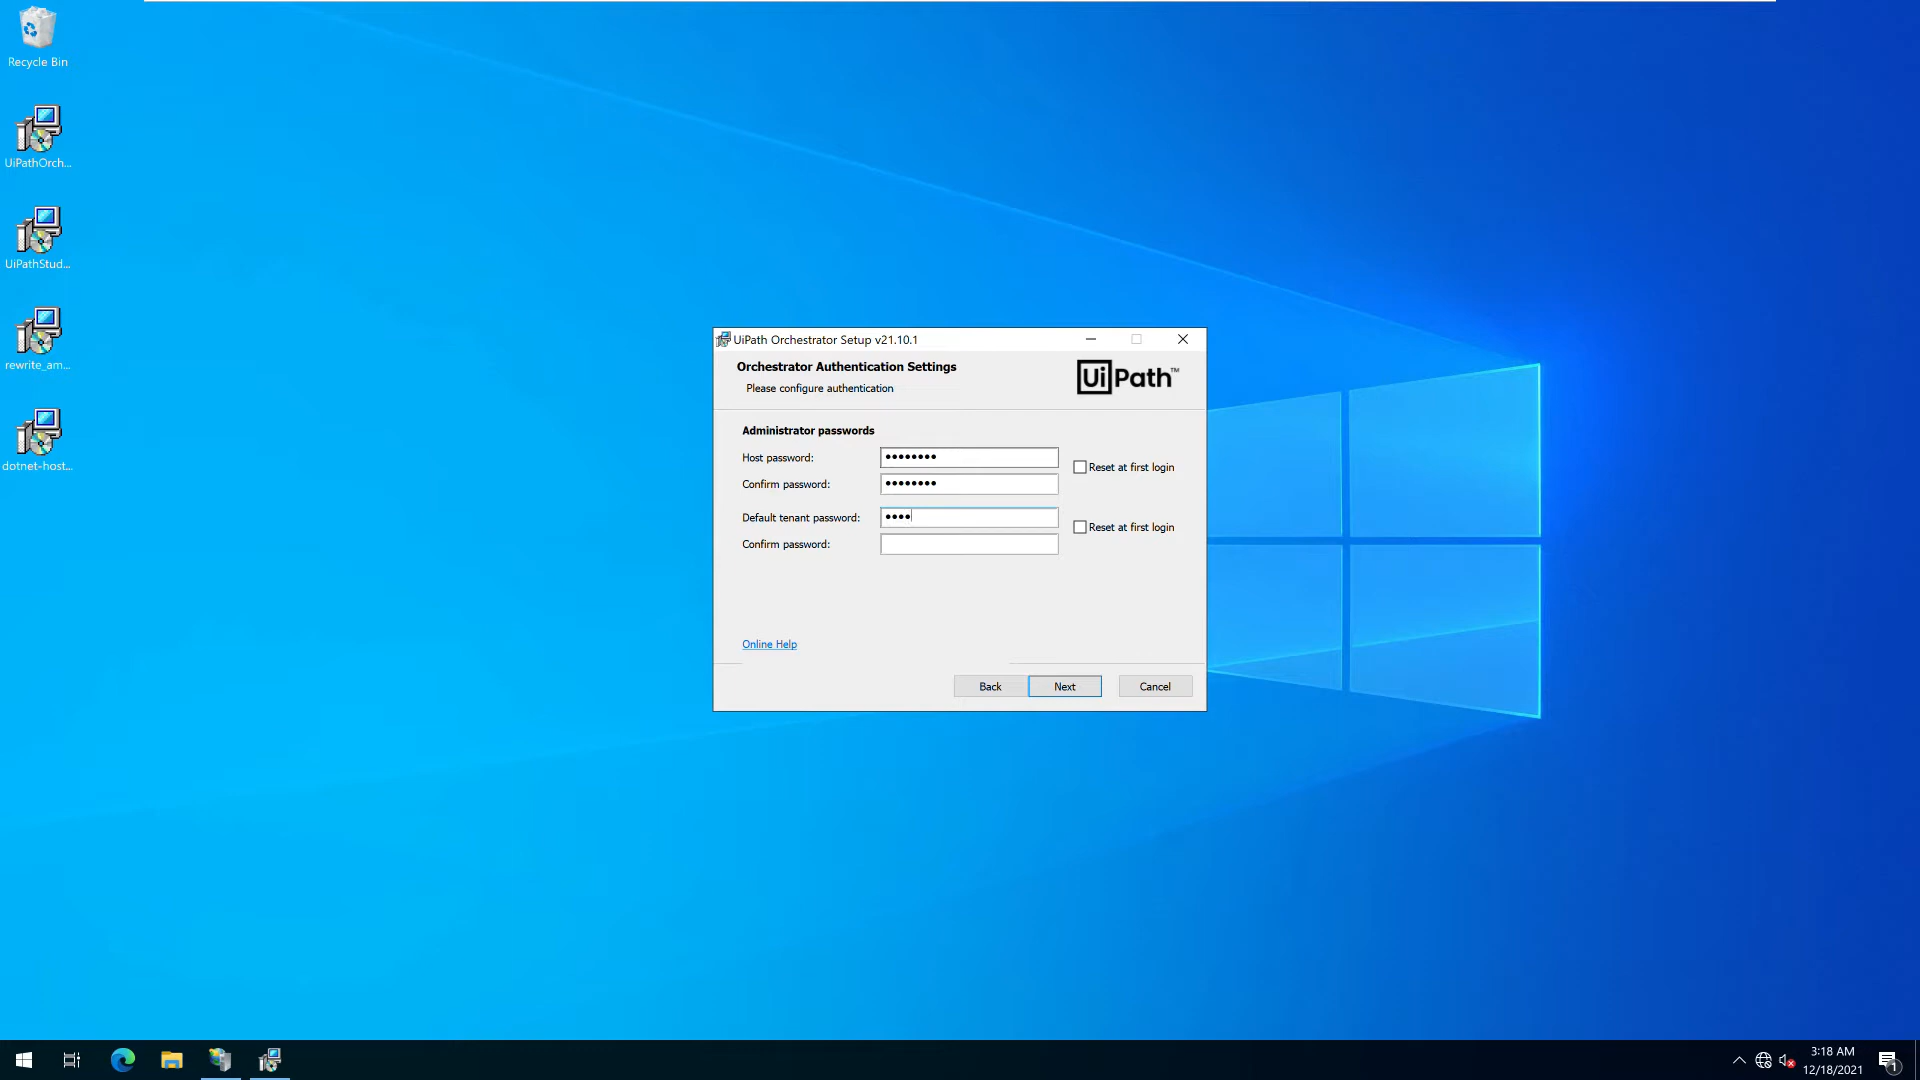 Recycle Bin
UiPathOrch...
UiPathStud...
rewrite_am...
dotnet-host...
UiPath Orchestrator Setup v21.10.1
Orchestrator Authentication Settings
Please configure authentication
UiPath™
Administrator passwords
Host password:
••••••••
Reset at first login
Confirm password:
••••••••
Default tenant password:
••••
Reset at first login
Confirm password:
Online Help
Back
Next
Cancel
3:18 AM
12/18/2021
1